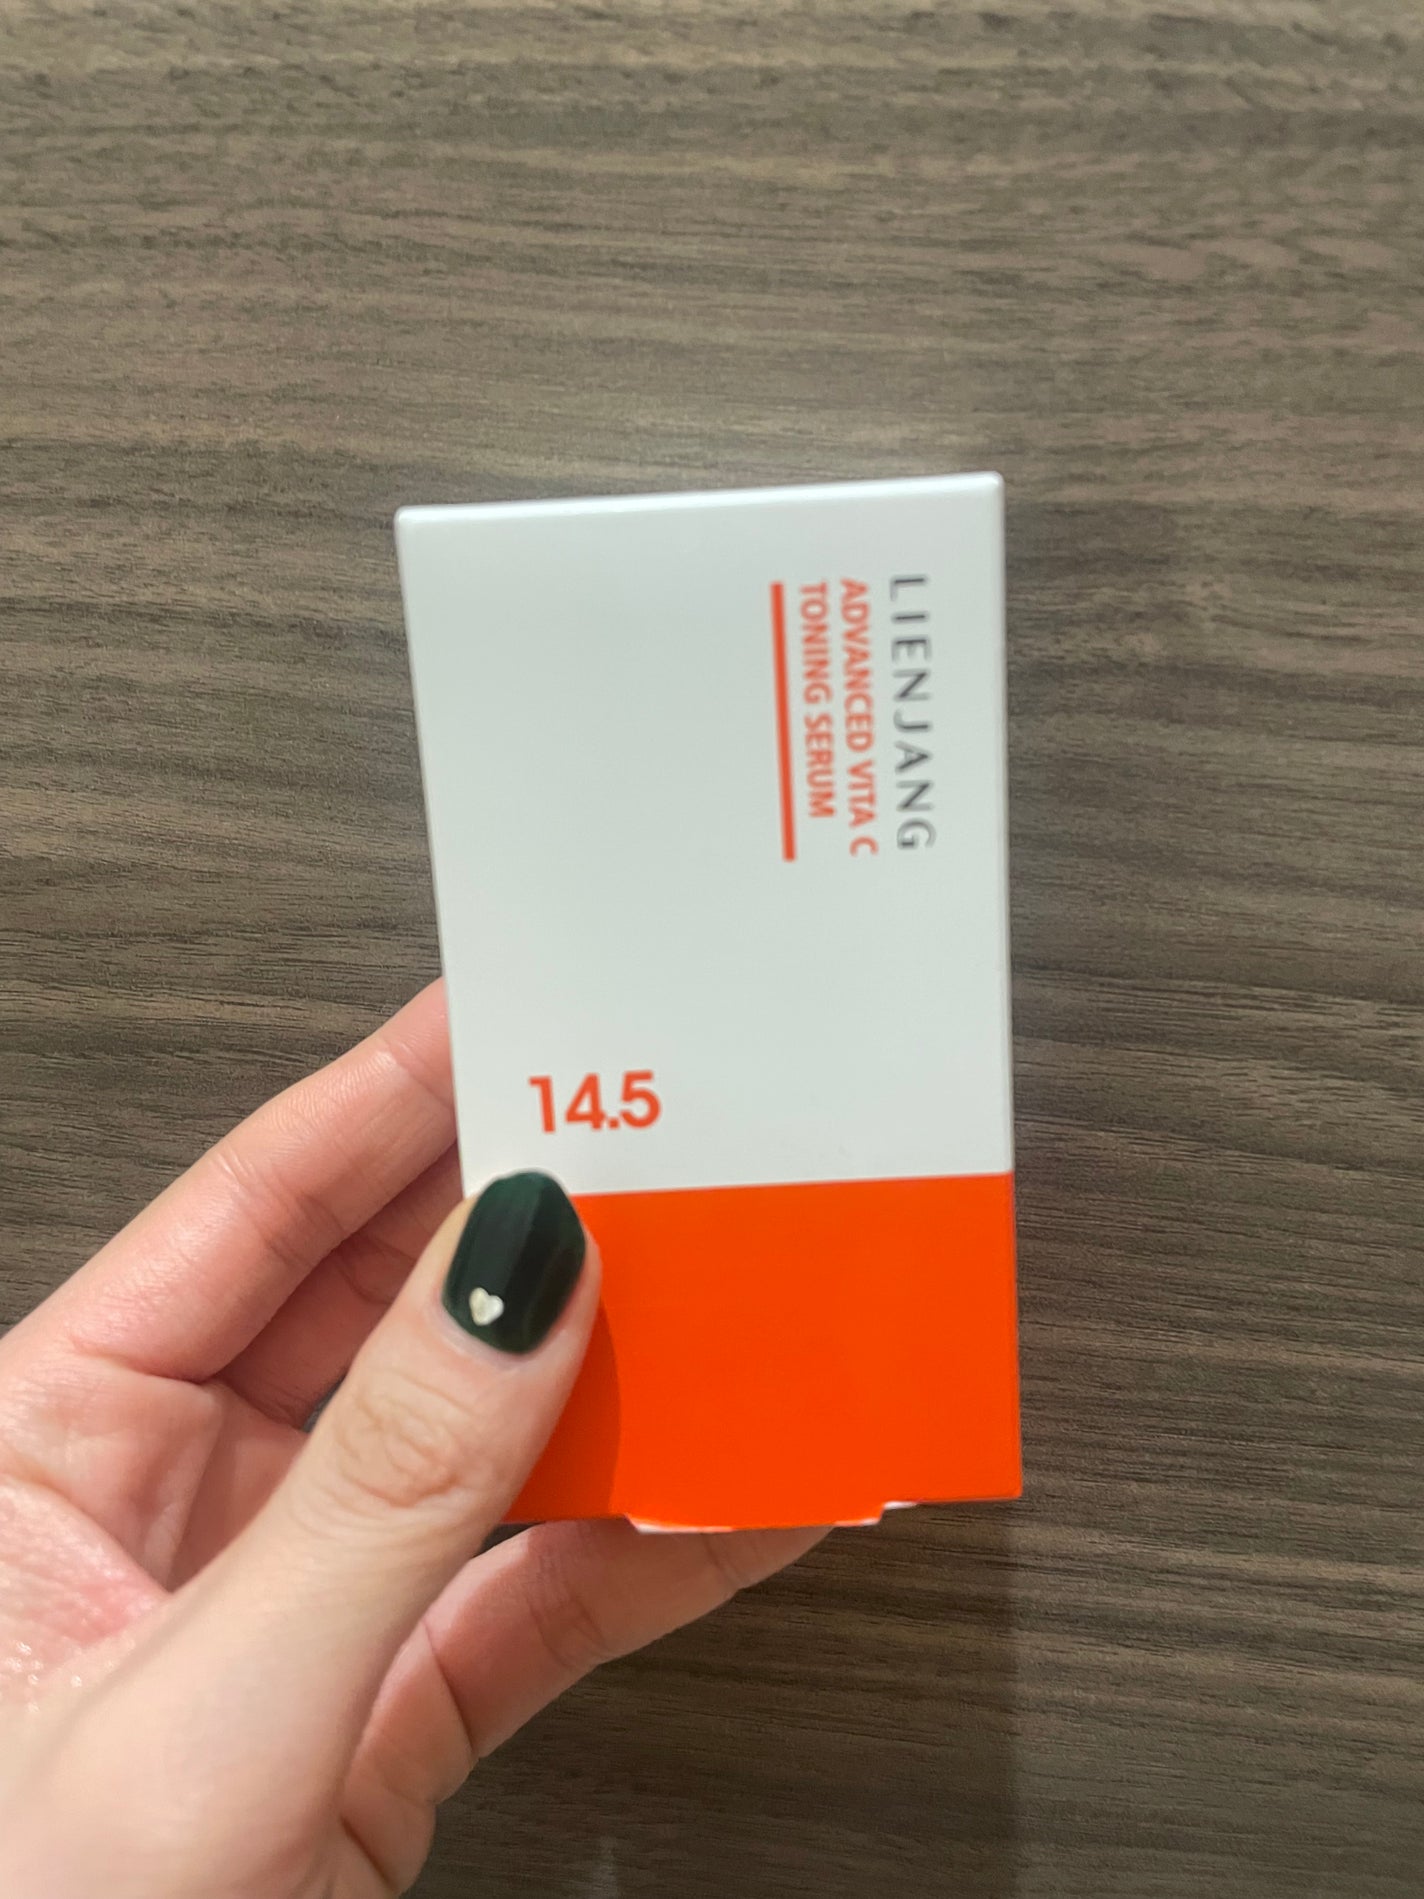 LIENJANG
ADVANCED VITA C
TONING SERUM
14.5